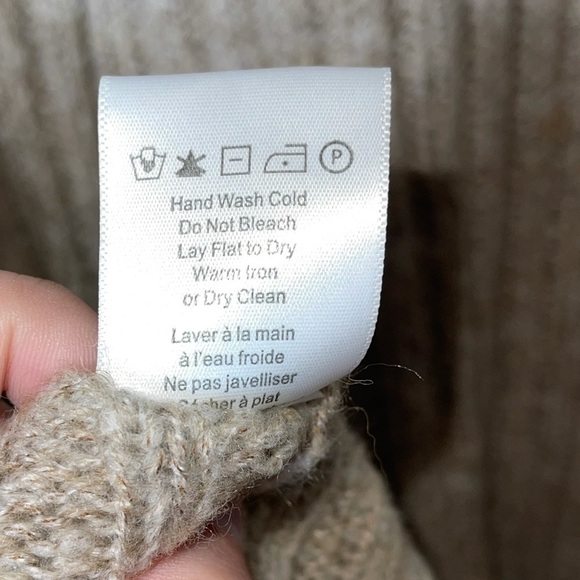 P
Hand Wash Cold
Do Not Bleach
Lay Flat to Dry
Warm Iron
or Dry Clean
Laver à la main
à l'eau froide
Ne pas javelliser
à plat